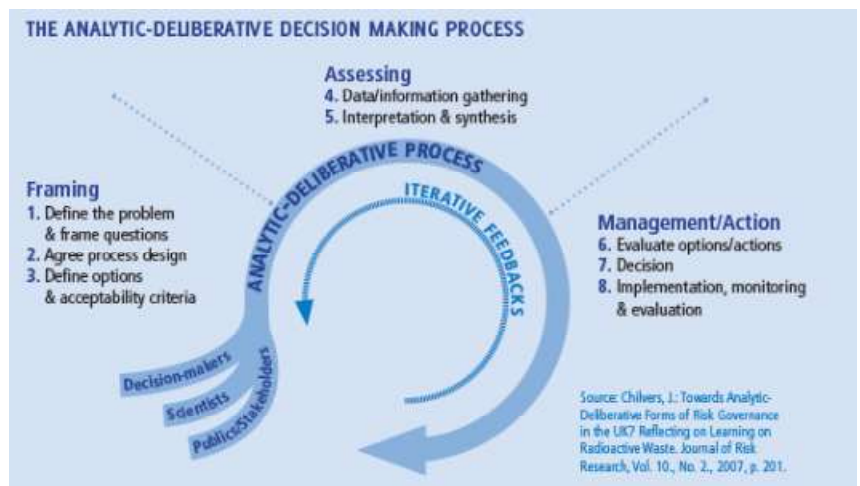 THE ANALYTIC-DELIBERATIVE DECISION MAKING PROCESS
Assessing
4. Data/information gathering
5. Interpretation & synthesis
ANALYTIC-DELIBERATIVE PROCESS
ITERATIVE FEEDBACKS
Framing
1. Define the problem
& frame questions
2. Agree process design
3. Define options
& acceptability criteria
Management/Action
6. Evaluate options/actions
7. Decision
8. Implementation, monitoring
& evaluation
Decision-makers
Scientists
Publics/Stakeholders
Source: Chilvers, J.: Towards Analytic-
Deliberative Forms of Risk Governance
in the UK? Reflecting on Learning on
Radioactive Waste. Journal of Risk
Research, Vol. 10., No. 2., 2007, p. 201.